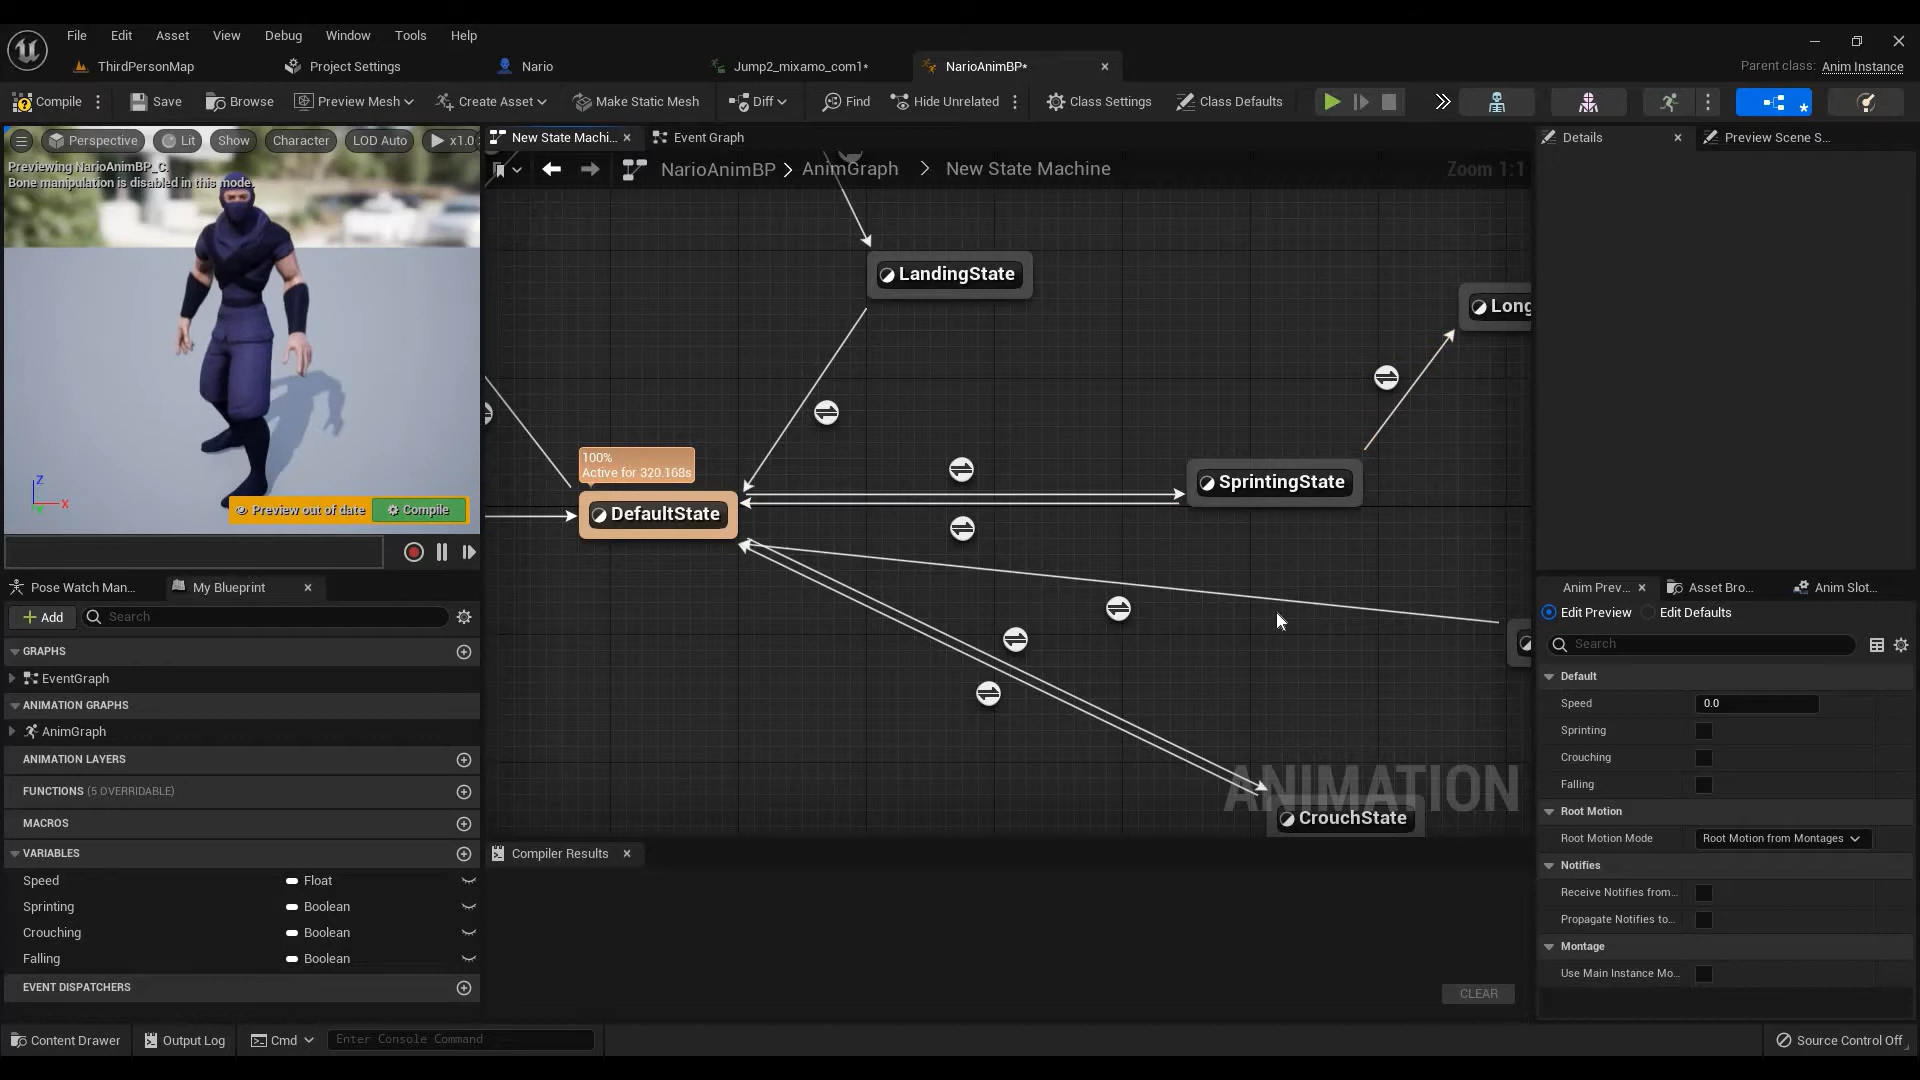 File Edit Asset View Debug Window Tools Help
ThirdPersonMap Project Settings Nario Jump2_mixamo_com1* NarioAnimBP* Parent class: Anim Instance
Compile Save Browse Preview Mesh Create Asset Make Static Mesh Diff Find Hide Unrelated Class Settings Class Defaults
Perspective Lit Show Character LOD Auto x1.0
Previewing NarioAnimBP_C.
Bone manipulation is disabled in this mode.
Z
X
Preview out of date Compile
New State Machi... Event Graph
NarioAnimBP > AnimGraph > New State Machine Zoom 1:1
LandingState
Long
100%
Active for 320.168s
SprintingState
DefaultState
ANIMATION
CrouchState
Compiler Results
CLEAR
Pose Watch Man... My Blueprint
Add Search
GRAPHS
EventGraph
ANIMATION GRAPHS
AnimGraph
ANIMATION LAYERS
FUNCTIONS (5 OVERRIDABLE)
MACROS
VARIABLES
Speed Float
Sprinting Boolean
Crouching Boolean
Falling Boolean
EVENT DISPATCHERS
Details Preview Scene S...
Anim Prev... Asset Bro... Anim Slot...
Edit Preview Edit Defaults
Search
Default
Speed 0.0
Sprinting
Crouching
Falling
Root Motion
Root Motion Mode Root Motion from Montages
Notifies
Receive Notifies from...
Propagate Notifies to...
Montage
Use Main Instance Mo...
Content Drawer Output Log Cmd Enter Console Command Source Control Off